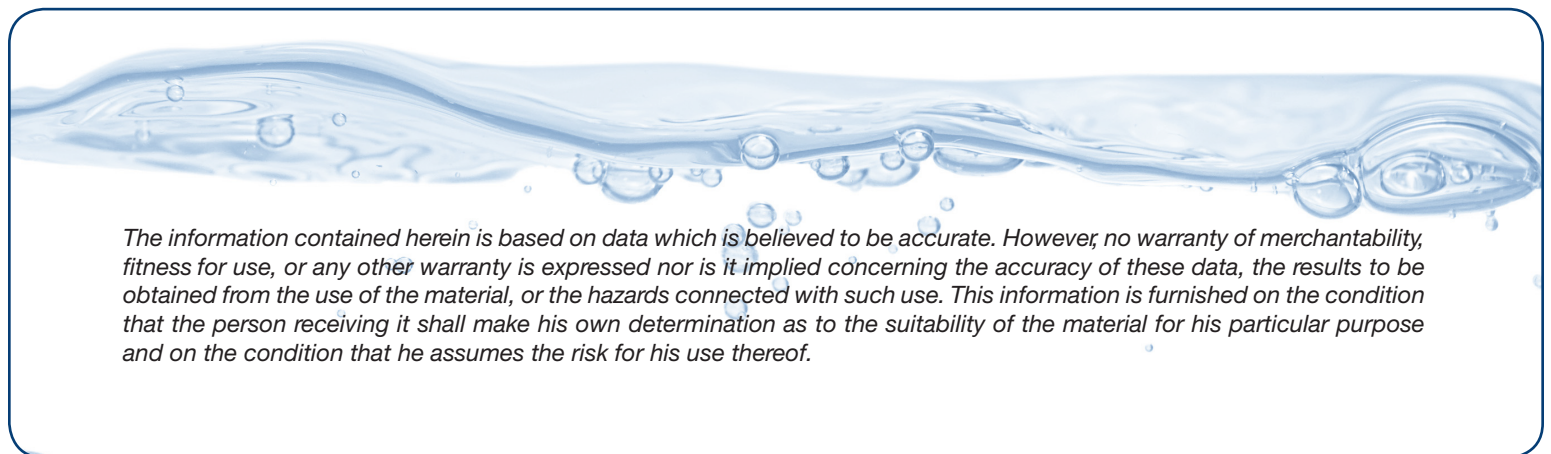 The information contained herein is based on data which is believed to be accurate. However, no warranty of merchantability,
fitness for use, or any other warranty is expressed nor is it implied concerning the accuracy of these data, the results to be
obtained from the use of the material, or the hazards connected with such use. This information is furnished on the condition
that the person receiving it shall make his own determination as to the suitability of the material for his particular purpose
and on the condition that he assumes the risk for his use thereof.